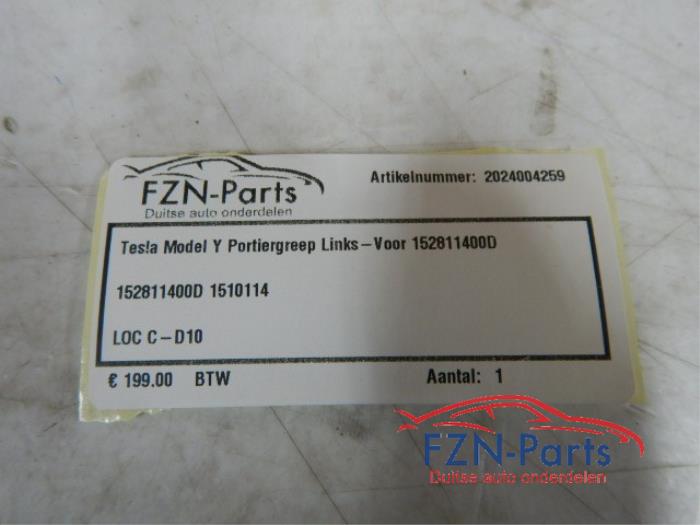 FZN-Parts
Duitse auto onderdelen
Artikelnummer: 2024004259
Tesla Model Y Portiergreep Links-Voor 152811400D
152811400D 1510114
LOC C-D10
€ 199.00 BTW Aantal: 1
FZN-Parts
Duitse auto onderdelen